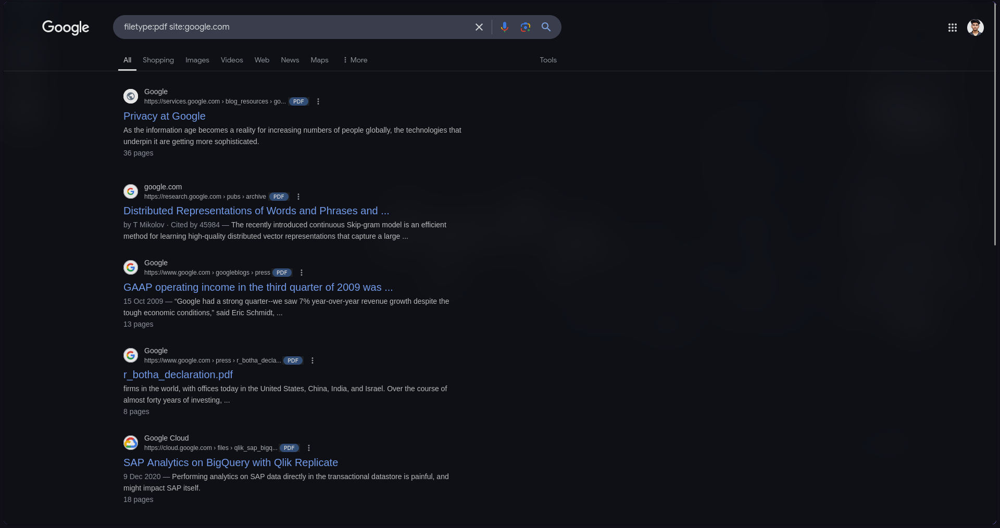 Google
filetype:pdf site:google.com
All
Shopping
Images
Videos
Web
News
Maps
More
Tools
Google
https://services.google.com › blog_resources › go...
PDF
Privacy at Google
As the information age becomes a reality for increasing numbers of people globally, the technologies that
underpin it are getting more sophisticated.
36 pages
google.com
https://research.google.com › pubs › archive
PDF
Distributed Representations of Words and Phrases and ...
by T Mikolov · Cited by 45984 — The recently introduced continuous Skip-gram model is an efficient
method for learning high-quality distributed vector representations that capture a large ...
Google
https://www.google.com › googleblogs › press
PDF
GAAP operating income in the third quarter of 2009 was ...
15 Oct 2009 — “Google had a strong quarter--we saw 7% year-over-year revenue growth despite the
tough economic conditions,” said Eric Schmidt, ...
13 pages
Google
https://www.google.com › press › r_botha_decla...
PDF
r_botha_declaration.pdf
firms in the world, with offices today in the United States, China, India, and Israel. Over the course of
almost forty years of investing, ...
8 pages
Google Cloud
https://cloud.google.com › files › qlik_sap_bigq...
PDF
SAP Analytics on BigQuery with Qlik Replicate
9 Dec 2020 — Performing analytics on SAP data directly in the transactional datastore is painful, and
might impact SAP itself.
18 pages